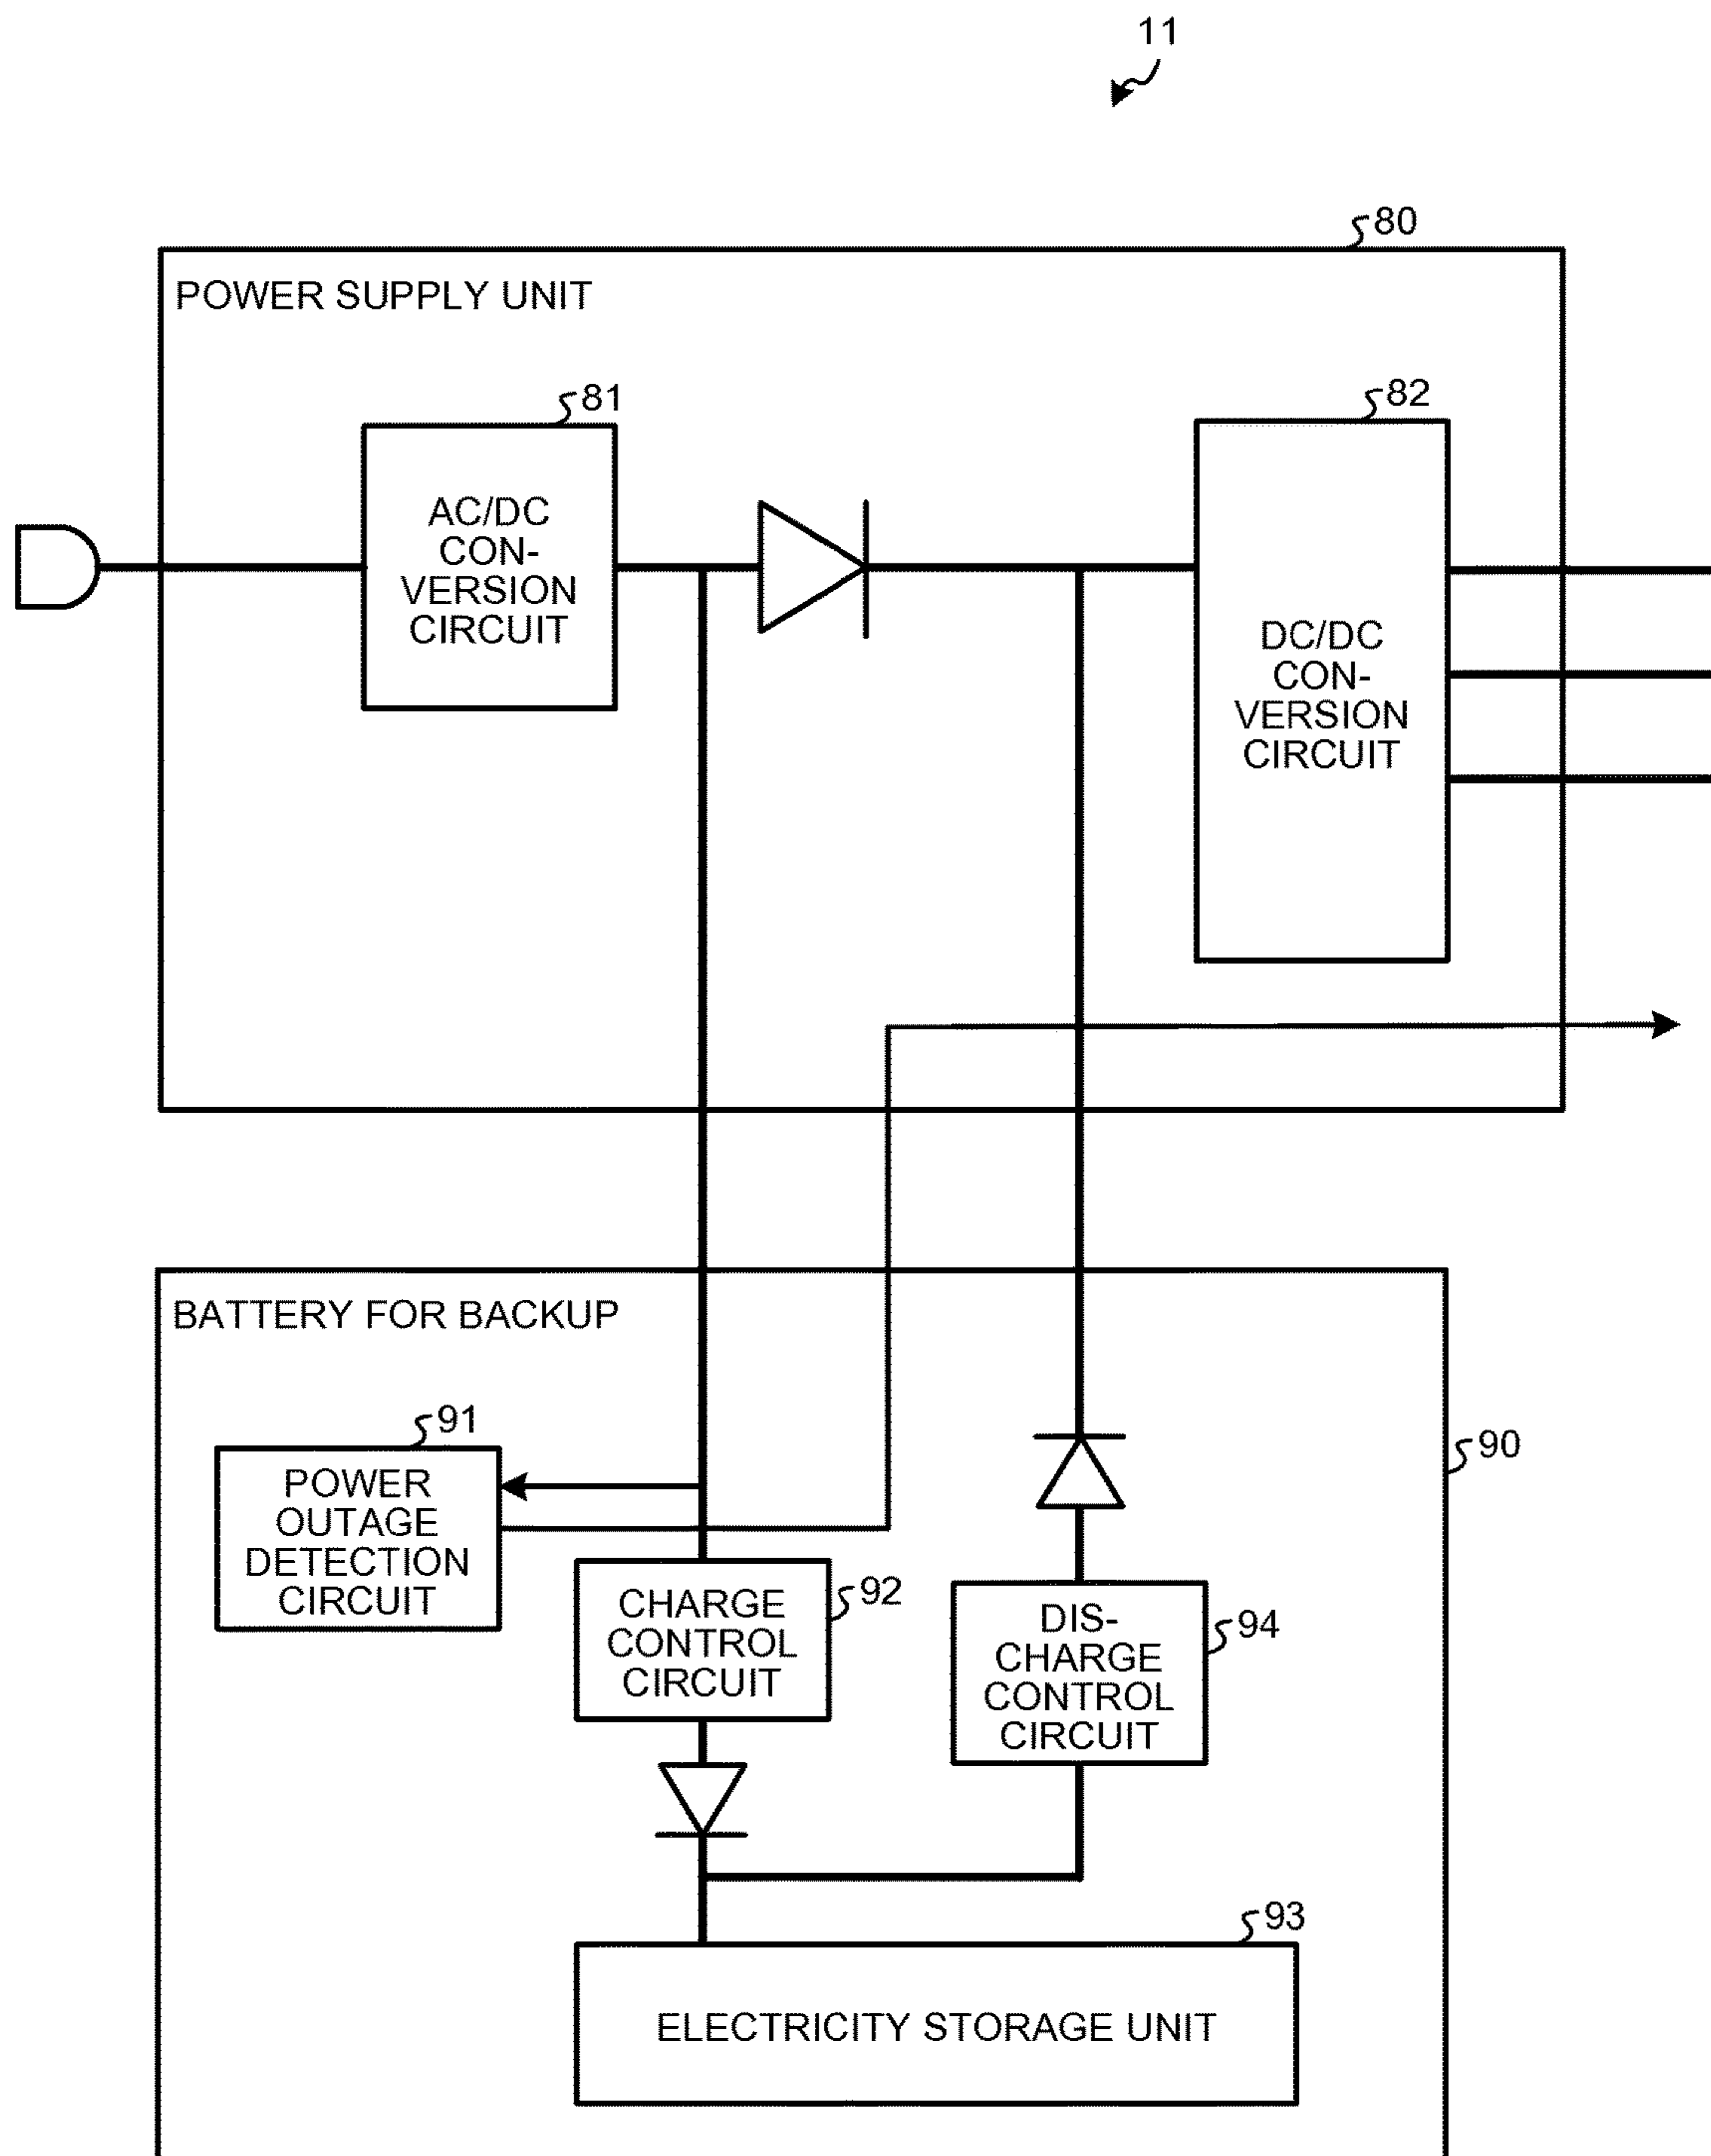 11
80
POWER SUPPLY UNIT
81
AC/DC
CON-
VERSION
CIRCUIT
82
DC/DC
CON-
VERSION
CIRCUIT
BATTERY FOR BACKUP
90
91
POWER
OUTAGE
DETECTION
CIRCUIT
92
CHARGE
CONTROL
CIRCUIT
94
DIS-
CHARGE
CONTROL
CIRCUIT
93
ELECTRICITY STORAGE UNIT